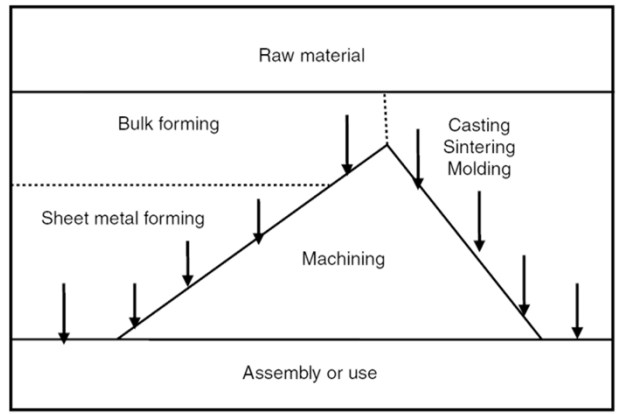 Raw material
Bulk forming
Casting
Sintering
Molding
Sheet metal forming
Machining
Assembly or use